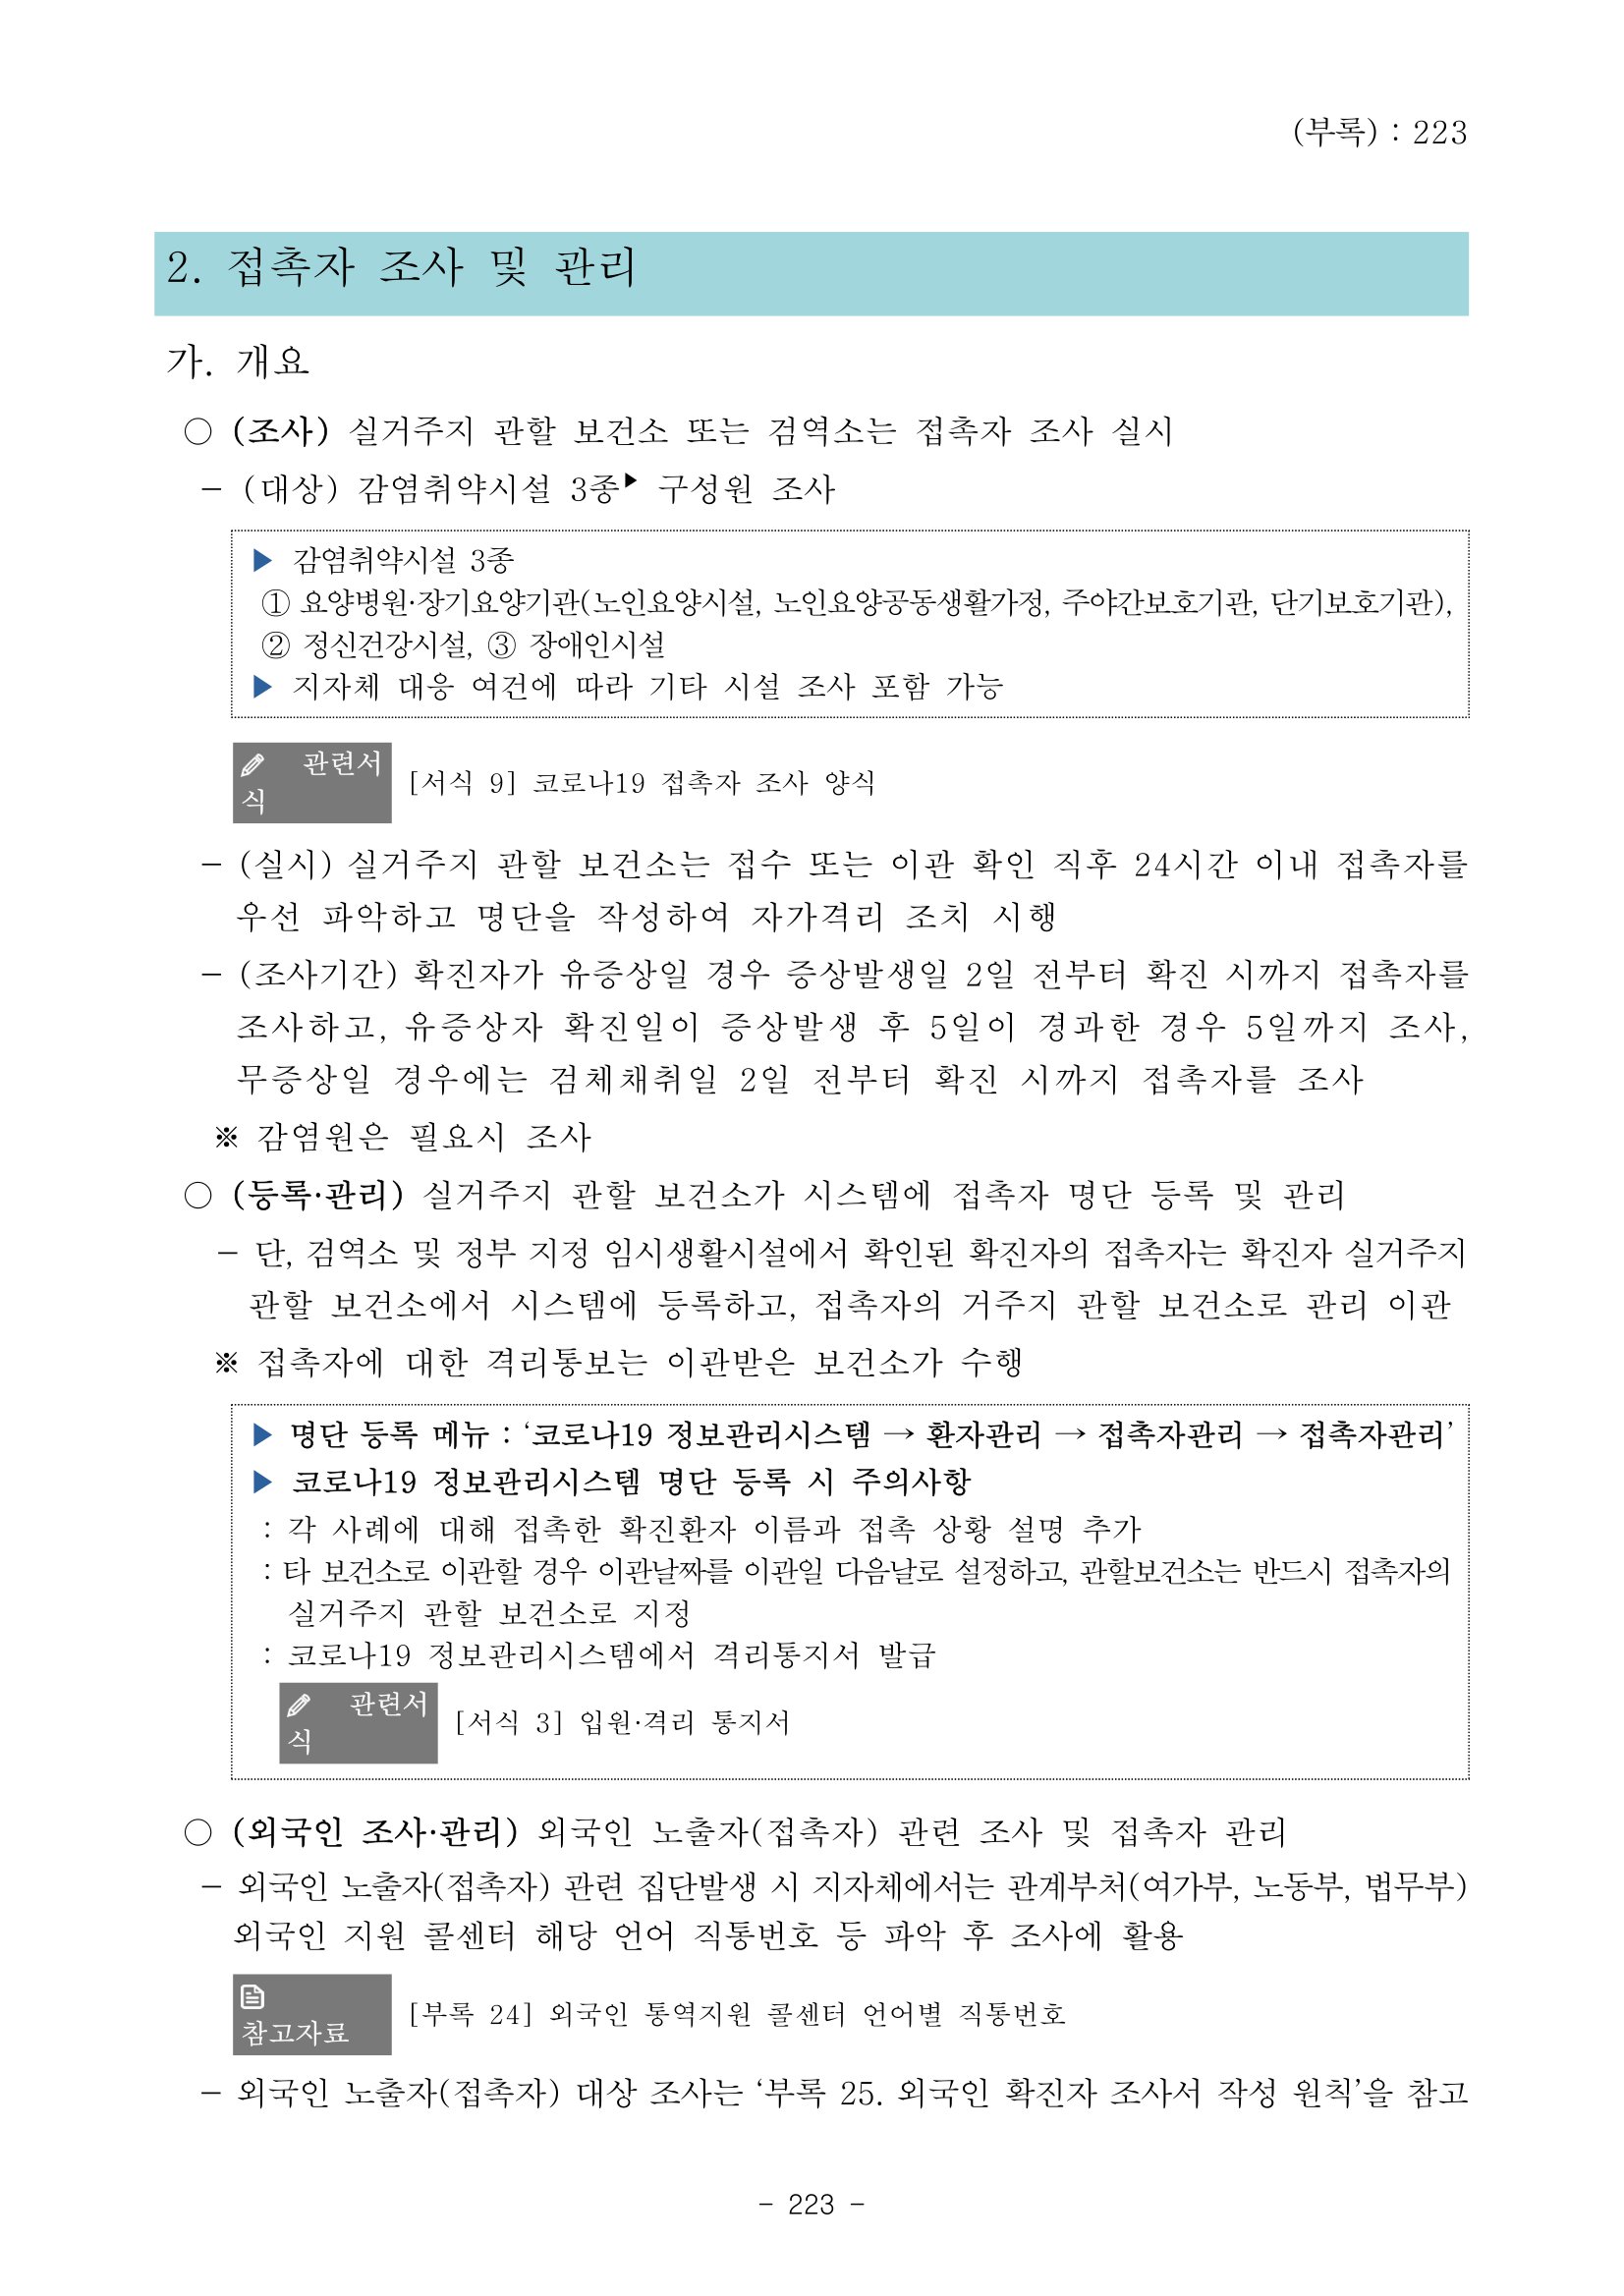 (부록) : 223
2. 접촉자 조사 및 관리
가. 개요
○ (조사) 실거주지 관할 보건소 또는 검역소는 접촉자 조사 실시
− (대상) 감염취약시설 3종▶ 구성원 조사
▶ 감염취약시설 3종
① 요양병원·장기요양기관(노인요양시설, 노인요양공동생활가정, 주야간보호기관, 단기보호기관),
② 정신건강시설, ③ 장애인시설
▶ 지자체 대응 여건에 따라 기타 시설 조사 포함 가능
관련서
식
[서식 9] 코로나19 접촉자 조사 양식
− (실시) 실거주지 관할 보건소는 접수 또는 이관 확인 직후 24시간 이내 접촉자를
우선 파악하고 명단을 작성하여 자가격리 조치 시행
− (조사기간) 확진자가 유증상일 경우 증상발생일 2일 전부터 확진 시까지 접촉자를
조사하고, 유증상자 확진일이 증상발생 후 5일이 경과한 경우 5일까지 조사,
무증상일 경우에는 검체채취일 2일 전부터 확진 시까지 접촉자를 조사
※ 감염원은 필요시 조사
○ (등록·관리) 실거주지 관할 보건소가 시스템에 접촉자 명단 등록 및 관리
− 단, 검역소 및 정부 지정 임시생활시설에서 확인된 확진자의 접촉자는 확진자 실거주지
관할 보건소에서 시스템에 등록하고, 접촉자의 거주지 관할 보건소로 관리 이관
※ 접촉자에 대한 격리통보는 이관받은 보건소가 수행
▶ 명단 등록 메뉴 : ‘코로나19 정보관리시스템 → 환자관리 → 접촉자관리 → 접촉자관리’
▶ 코로나19 정보관리시스템 명단 등록 시 주의사항
: 각 사례에 대해 접촉한 확진환자 이름과 접촉 상황 설명 추가
: 타 보건소로 이관할 경우 이관날짜를 이관일 다음날로 설정하고, 관할보건소는 반드시 접촉자의
실거주지 관할 보건소로 지정
: 코로나19 정보관리시스템에서 격리통지서 발급
관련서
식
[서식 3] 입원·격리 통지서
○ (외국인 조사·관리) 외국인 노출자(접촉자) 관련 조사 및 접촉자 관리
− 외국인 노출자(접촉자) 관련 집단발생 시 지자체에서는 관계부처(여가부, 노동부, 법무부)
외국인 지원 콜센터 해당 언어 직통번호 등 파악 후 조사에 활용
참고자료
[부록 24] 외국인 통역지원 콜센터 언어별 직통번호
− 외국인 노출자(접촉자) 대상 조사는 ‘부록 25. 외국인 확진자 조사서 작성 원칙’을 참고
- 223 -